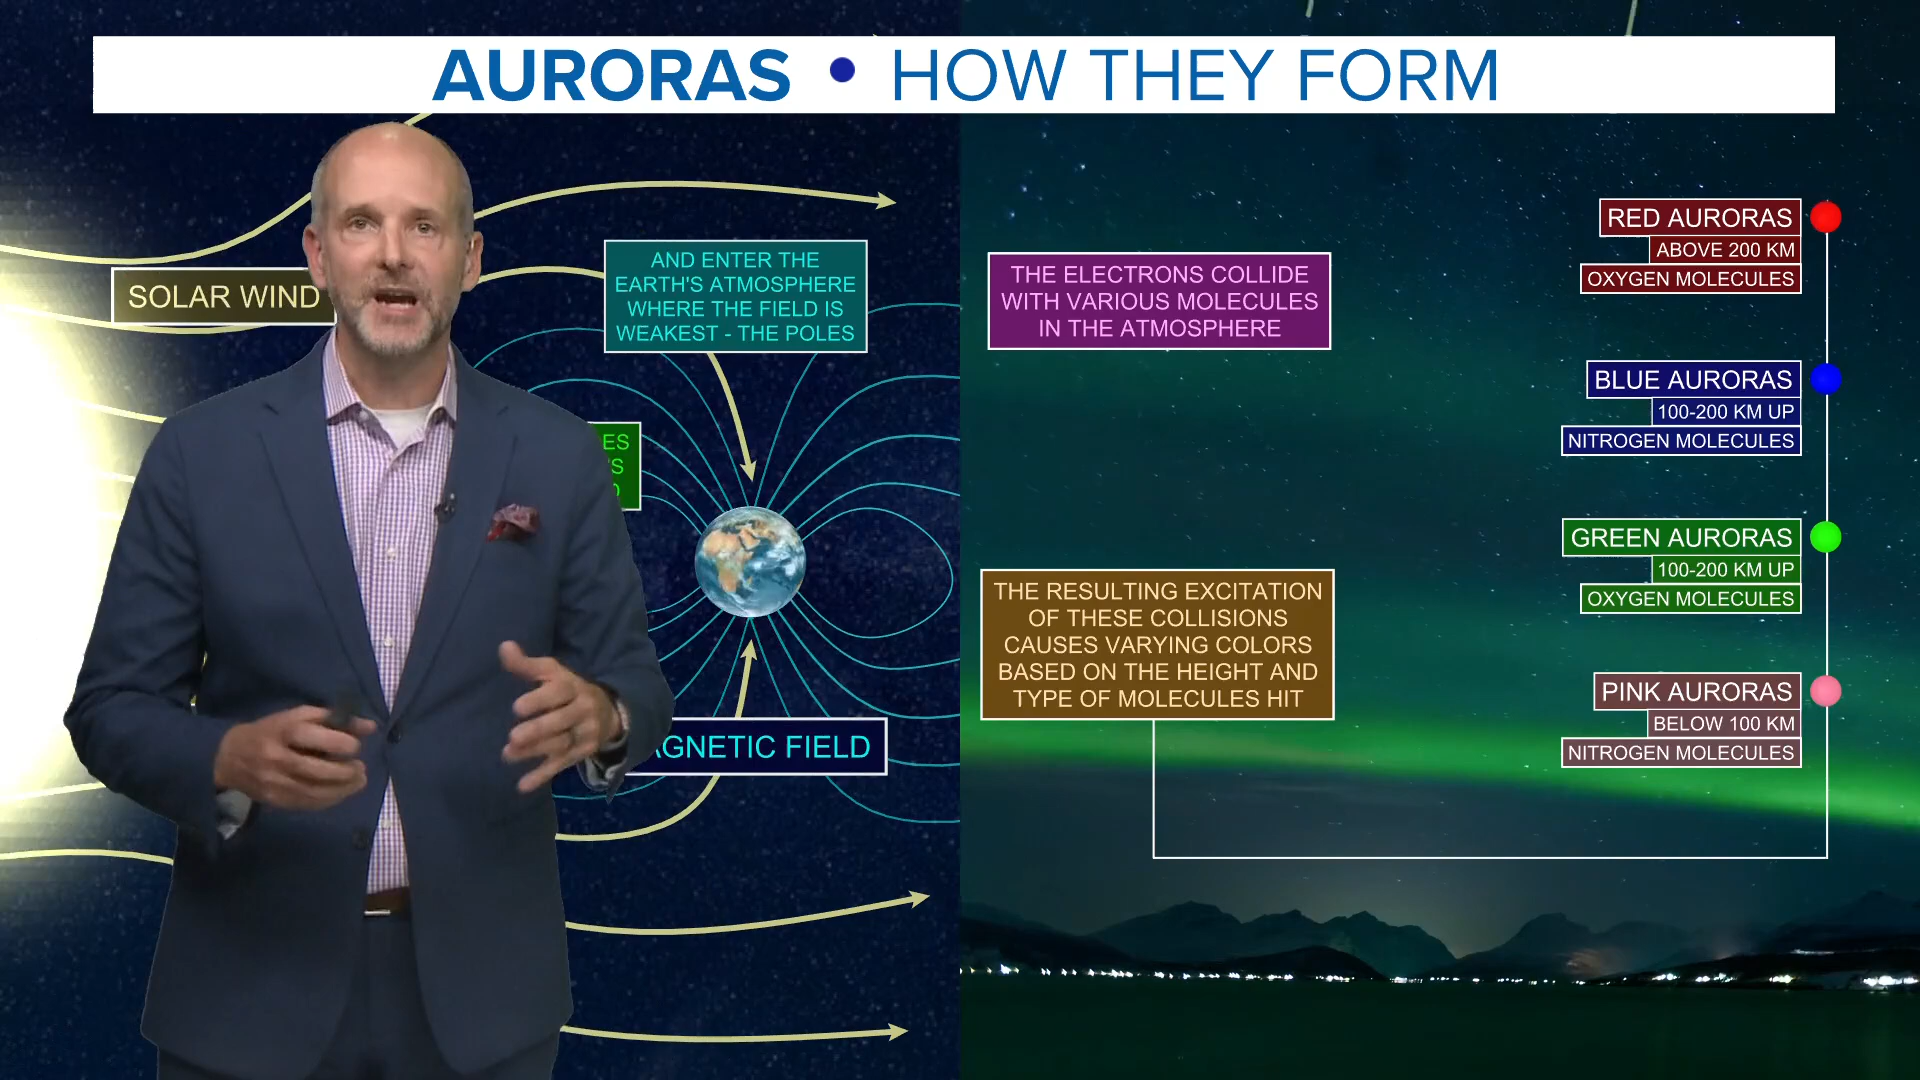 AURORAS • HOW THEY FORM
SOLAR WIND
AND ENTER THE
EARTH'S ATMOSPHERE
WHERE THE FIELD IS
WEAKEST - THE POLES
FIELD
THE ELECTRONS COLLIDE
WITH VARIOUS MOLECULES
IN THE ATMOSPHERE
THE RESULTING EXCITATION
OF THESE COLLISIONS
CAUSES VARYING COLORS
BASED ON THE HEIGHT AND
TYPE OF MOLECULES HIT
RED AURORAS
ABOVE 200 KM
OXYGEN MOLECULES
BLUE AURORAS
100-200 KM UP
NITROGEN MOLECULES
GREEN AURORAS
100-200 KM UP
OXYGEN MOLECULES
PINK AURORAS
BELOW 100 KM
NITROGEN MOLECULES